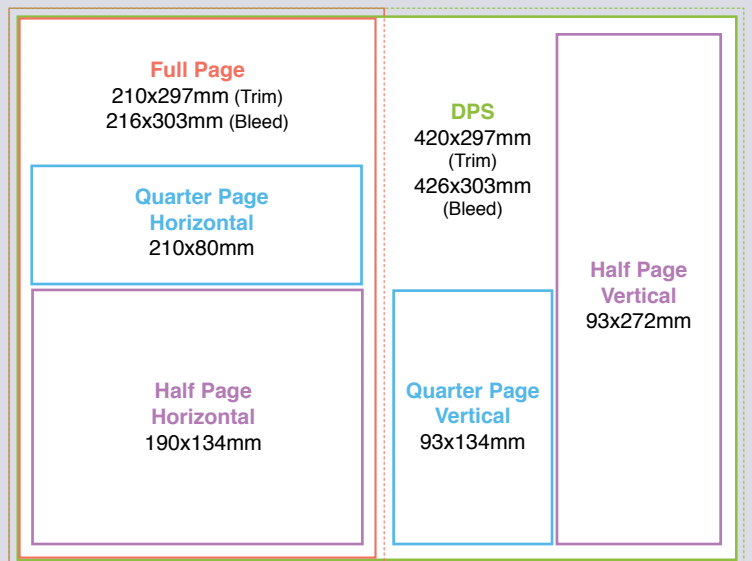 Full Page
210x297mm (Trim)
216x303mm (Bleed)
Quarter Page
Horizontal
210x80mm
Half Page
Horizontal
190x134mm
DPS
420x297mm
(Trim)
426x303mm
(Bleed)
Quarter Page
Vertical
93x134mm
Half Page
Vertical
93x272mm